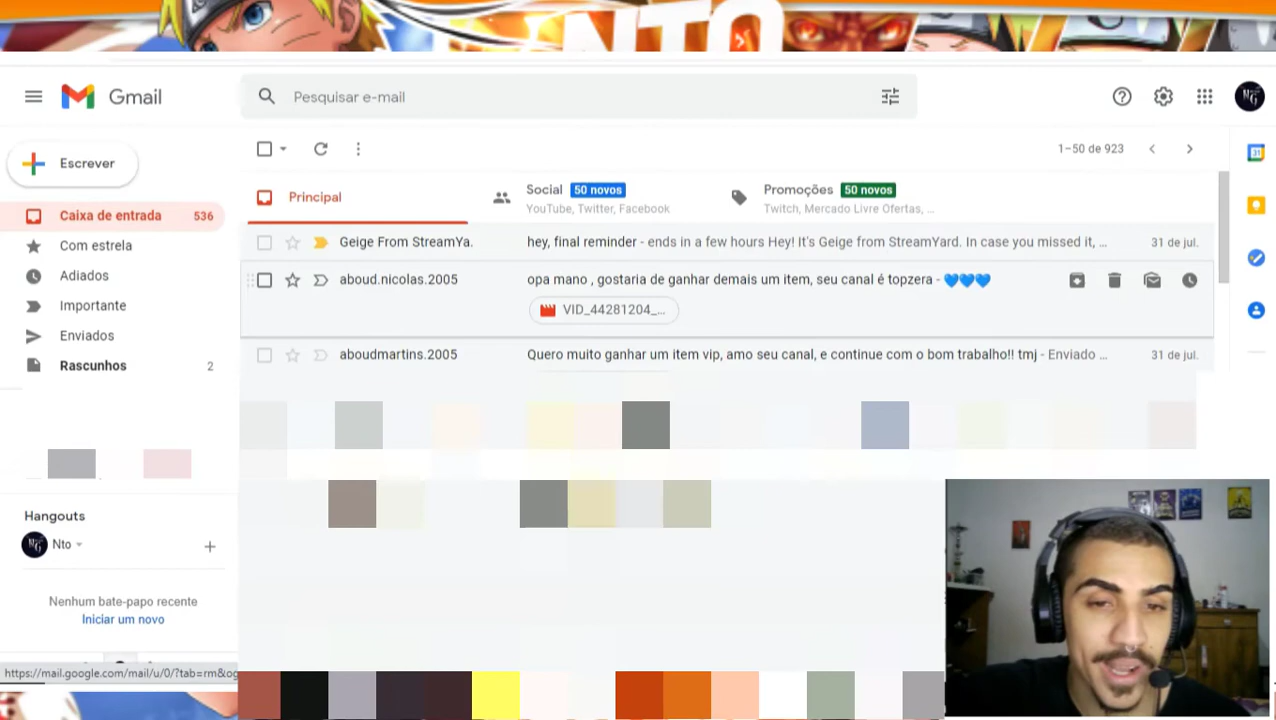 NTO
Gmail
Pesquisar e-mail
NG
Escrever
1–50 de 923
Principal
Social 50 novos
YouTube, Twitter, Facebook
Promoções 50 novos
Twitch, Mercado Livre Ofertas, ...
Caixa de entrada 536
Com estrela
Adiados
Importante
Enviados
Rascunhos 2
Geige From StreamYa. hey, final reminder - ends in a few hours Hey! It's Geige from StreamYard. In case you missed it, ... 31 de jul.
aboud.nicolas.2005 opa mano , gostaria de ganhar demais um item, seu canal é topzera - 💙💙💙
VID_44281204_...
aboudmartins.2005 Quero muito ganhar um item vip, amo seu canal, e continue com o bom trabalho!! tmj - Enviado ... 31 de jul.
31
Hangouts
NG Nto
Nenhum bate-papo recente
Iniciar um novo
https://mail.google.com/mail/u/0/?tab=rm&og